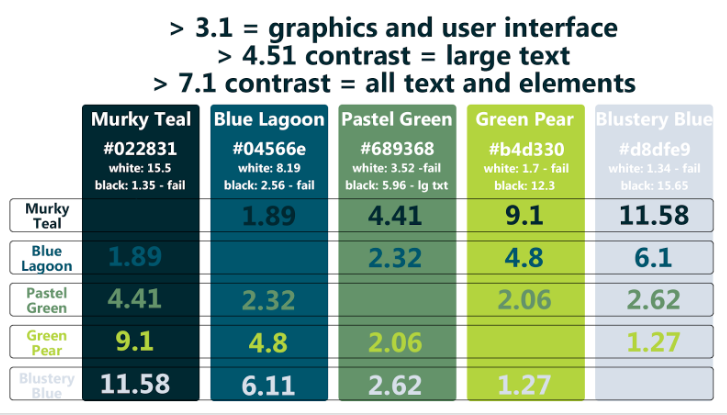 > 3.1 = graphics and user interface
> 4.51 contrast = large text
> 7.1 contrast = all text and elements
Murky Teal Blue Lagoon Pastel Green Green Pear Blustery Blue
#022831 #04566e #689368 #b4d330 #d8dfe9
white: 15.5 white: 8.19 white: 3.52 -fail white: 1.7 - fail white: 1.34 - fail
black: 1.35 - fail black: 2.56 - fail black: 5.96 - lg txt black: 12.3 black: 15.65
Murky
Teal 1.89 4.41 9.1 11.58
Blue
Lagoon 1.89 2.32 4.8 6.1
Pastel
Green 4.41 2.32 2.06 2.62
Green
Pear 9.1 4.8 2.06 1.27
Blustery
Blue 11.58 6.11 2.62 1.27